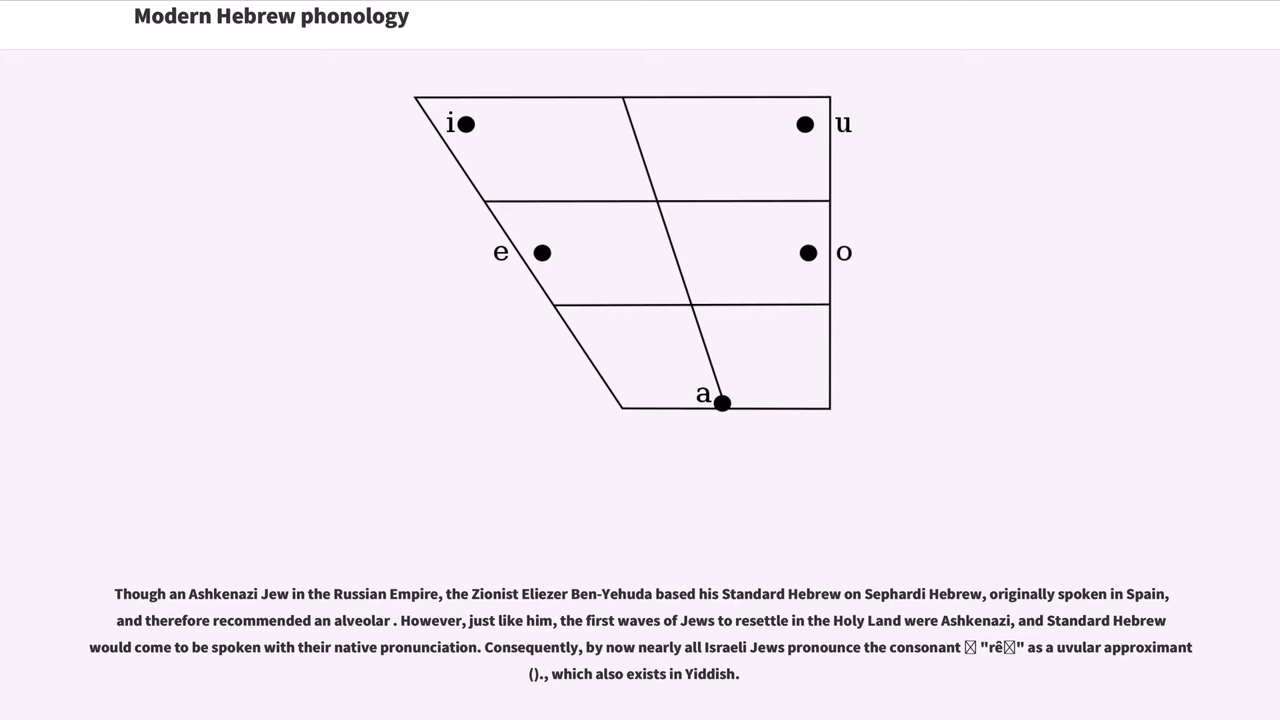 Modern Hebrew phonology
i u
e o
a
Though an Ashkenazi Jew in the Russian Empire, the Zionist Eliezer Ben-Yehuda based his Standard Hebrew on Sephardi Hebrew, originally spoken in Spain,
and therefore recommended an alveolar . However, just like him, the first waves of Jews to resettle in the Holy Land were Ashkenazi, and Standard Hebrew
would come to be spoken with their native pronunciation. Consequently, by now nearly all Israeli Jews pronounce the consonant "rê" as a uvular approximant
()., which also exists in Yiddish.